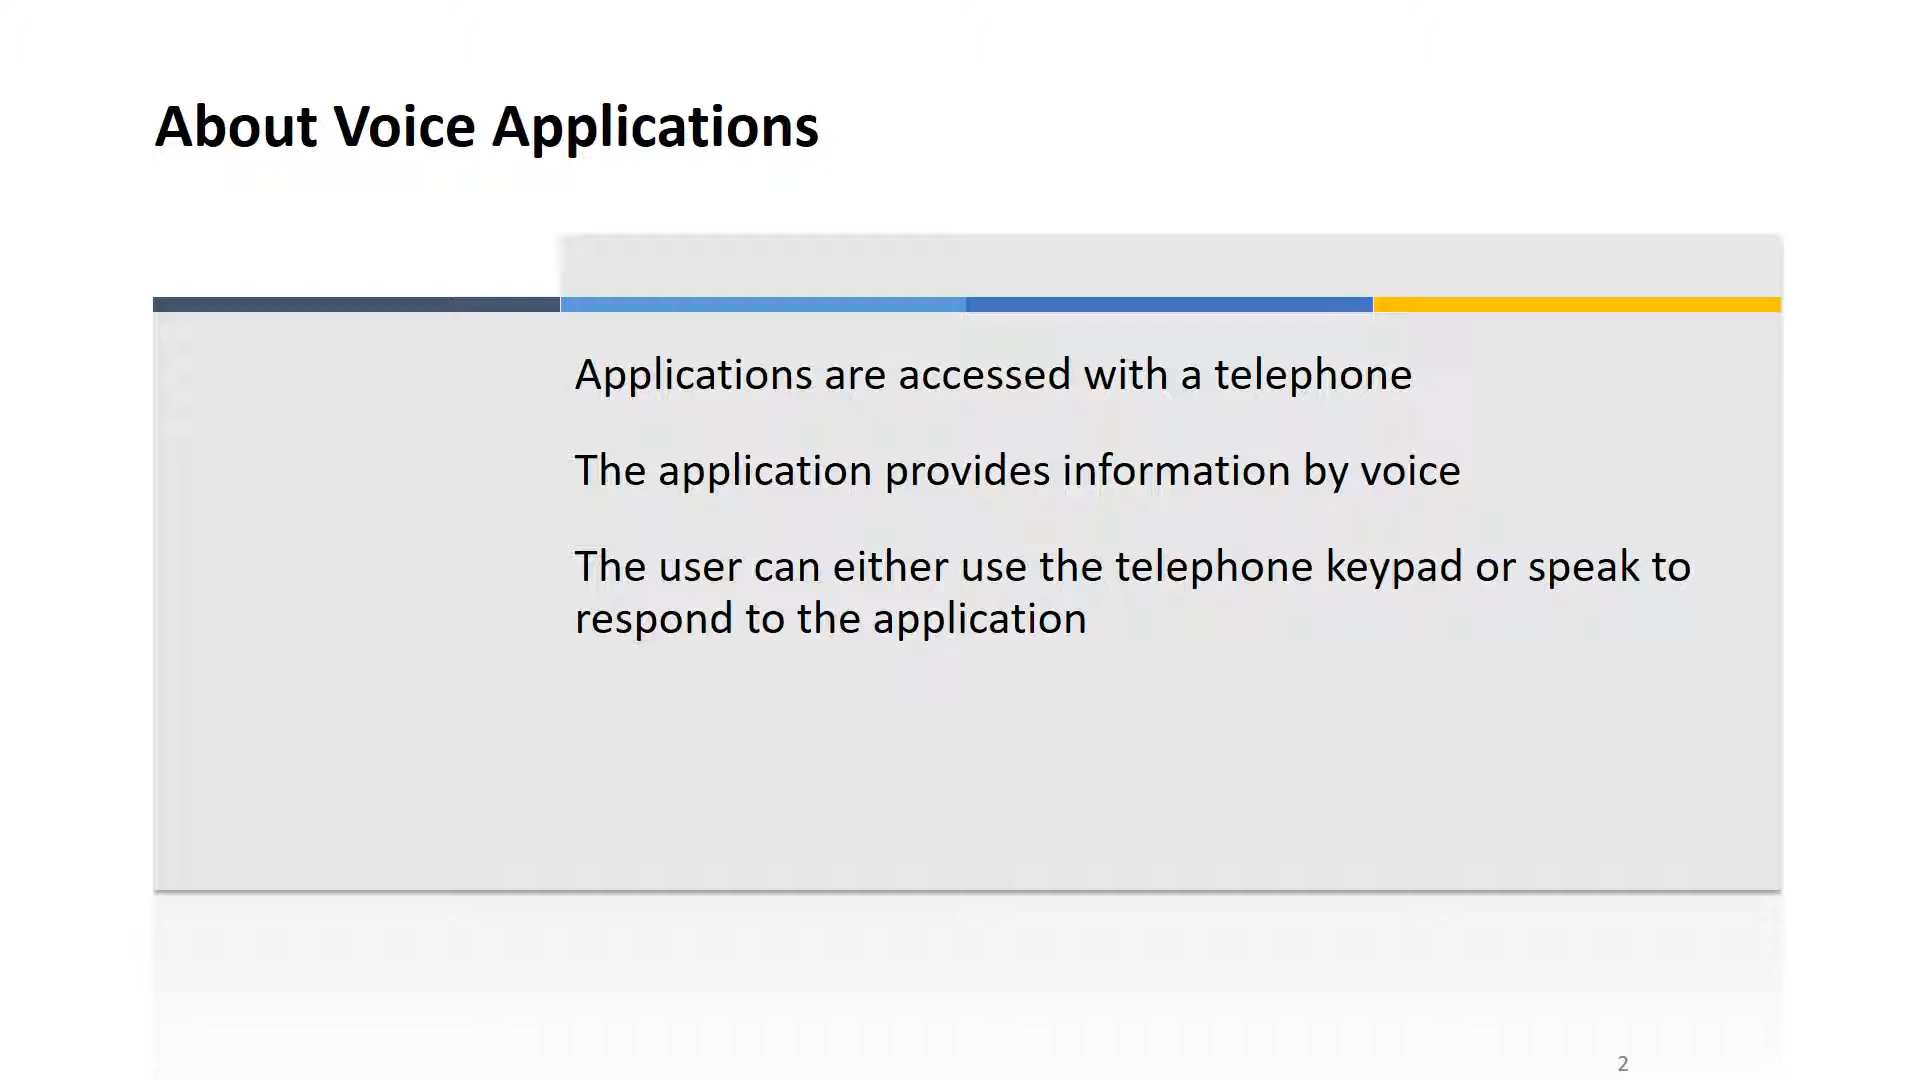 About Voice Applications
Applications are accessed with a telephone
The application provides information by voice
The user can either use the telephone keypad or speak to
respond to the application
2